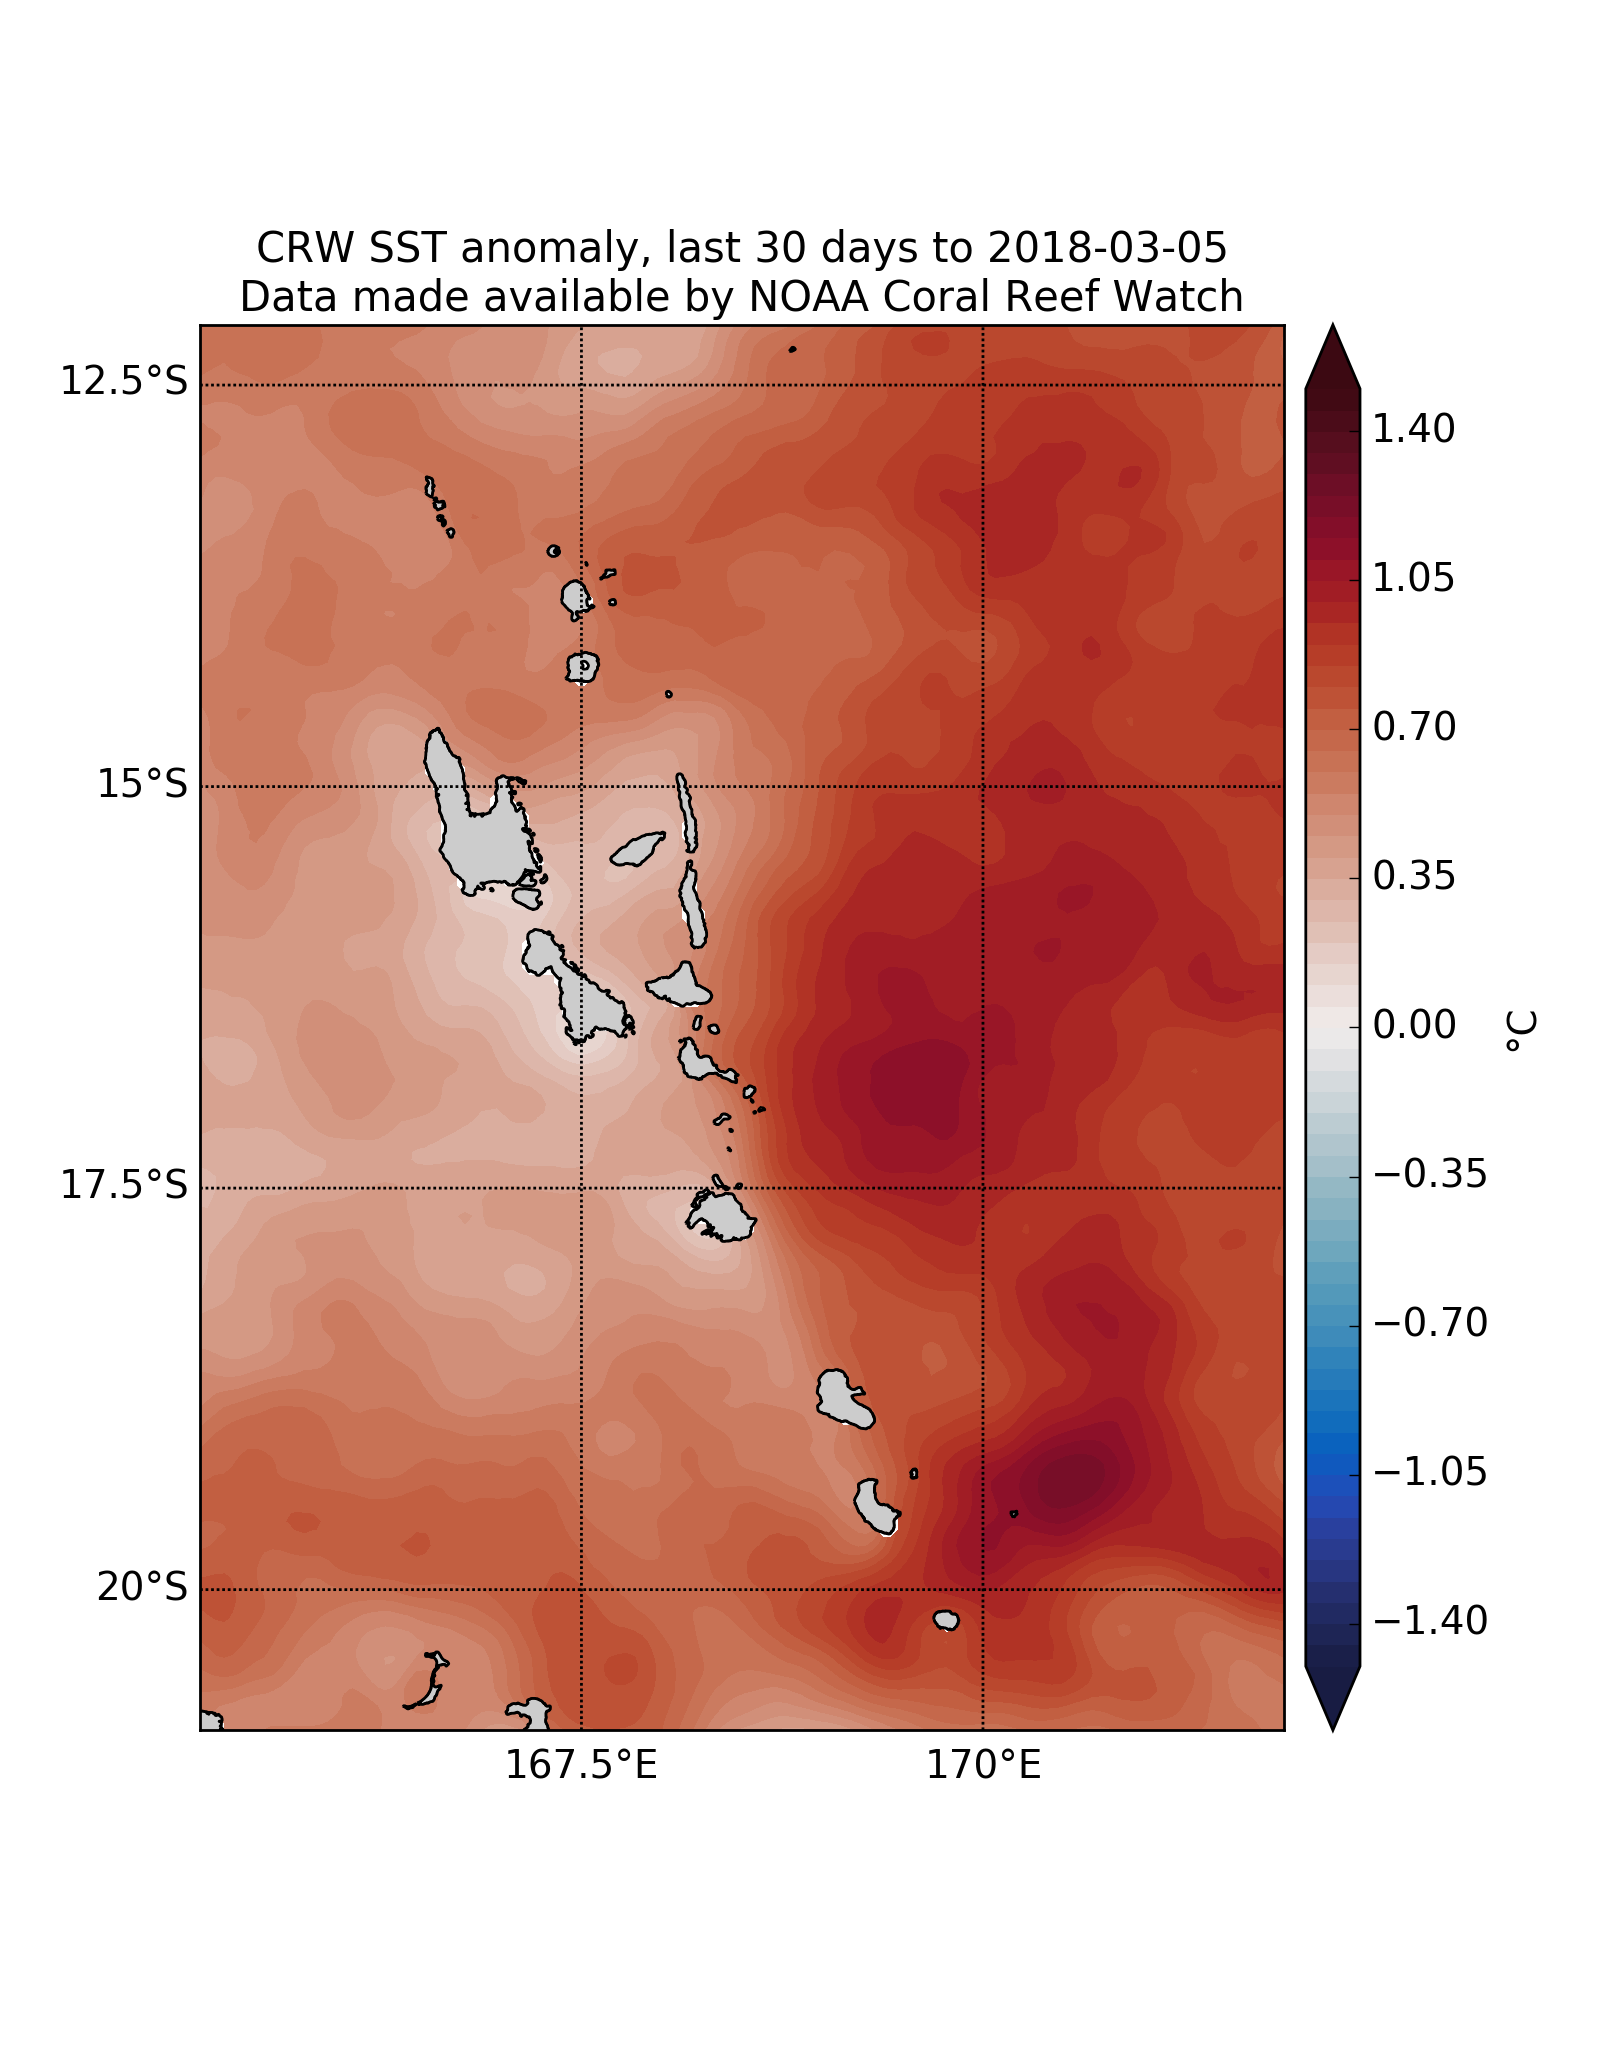 CRW SST anomaly, last 30 days to 2018-03-05
Data made available by NOAA Coral Reef Watch
12.5°S
15°S
17.5°S
20°S
167.5°E
170°E
1.40
1.05
0.70
0.35
0.00
−0.35
−0.70
−1.05
−1.40
°C